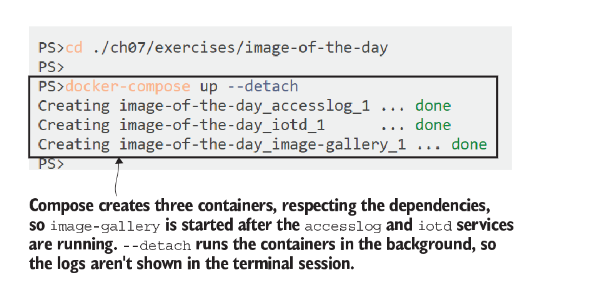 PS>cd ./ch07/exercises/image-of-the-day
PS>
PS>docker-compose up --detach
Creating image-of-the-day_accesslog_1 ... done
Creating image-of-the-day_iotd_1      ... done
Creating image-of-the-day_image-gallery_1 ... done
PS>
Compose creates three containers, respecting the dependencies,
so image-gallery is started after the accesslog and iotd services
are running. --detach runs the containers in the background, so
the logs aren't shown in the terminal session.